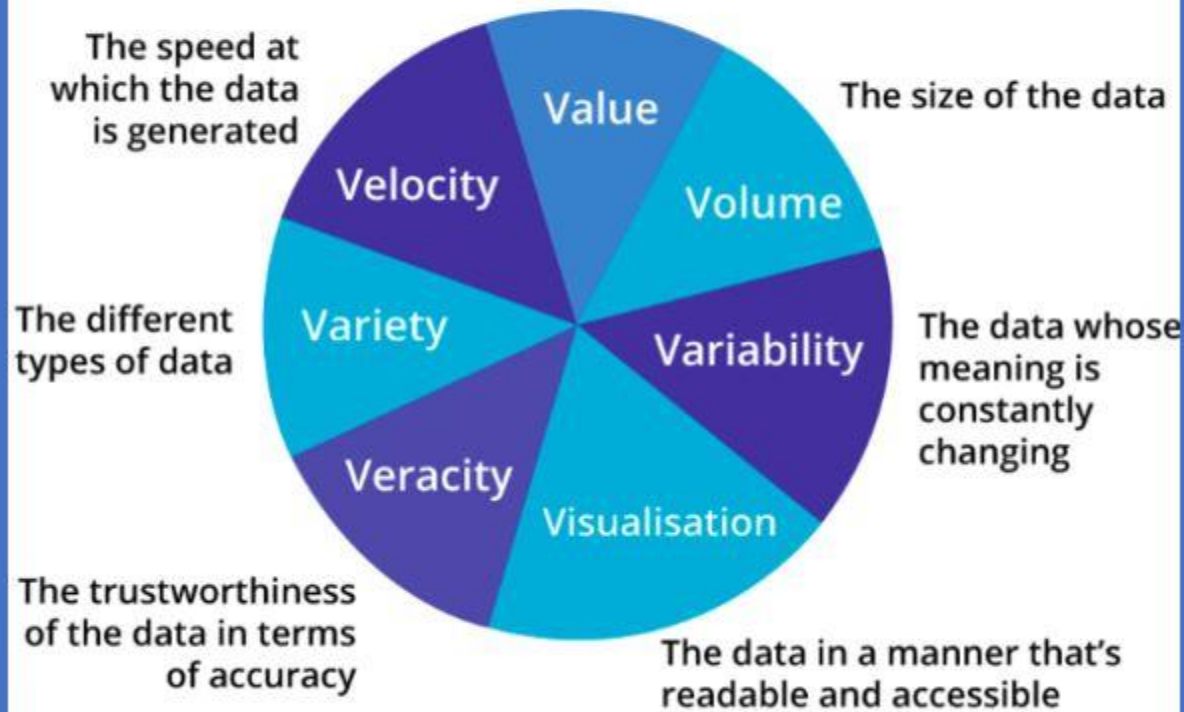 Value
The size of the data
Volume
The data whose
meaning is
constantly
changing
Variability
Visualisation
The data in a manner that's
readable and accessible
Veracity
The trustworthiness
of the data in terms
of accuracy
Variety
The different
types of data
Velocity
The speed at
which the data
is generated